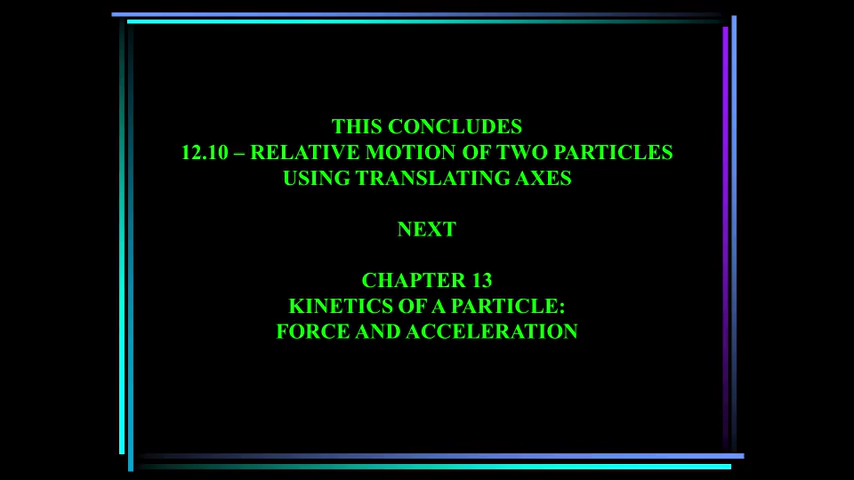 THIS CONCLUDES
12.10 – RELATIVE MOTION OF TWO PARTICLES
USING TRANSLATING AXES
NEXT
CHAPTER 13
KINETICS OF A PARTICLE:
FORCE AND ACCELERATION